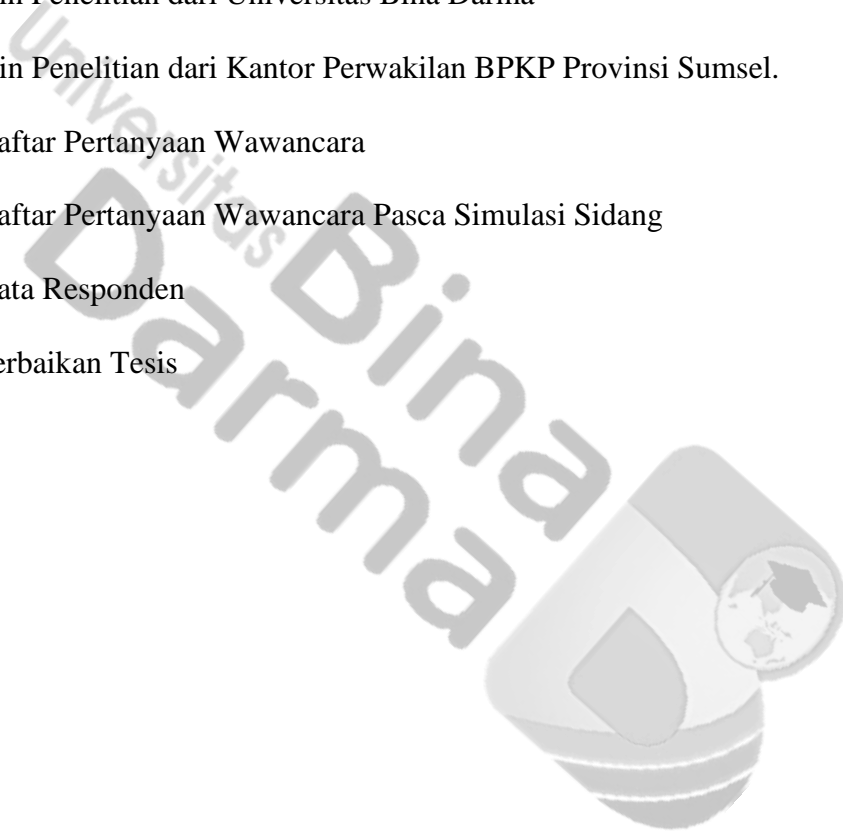 in Penelitian dari Universitas Bina Darma
in Penelitian dari Kantor Perwakilan BPKP Provinsi Sumsel.
aftar Pertanyaan Wawancara
aftar Pertanyaan Wawancara Pasca Simulasi Sidang
ata Responden
erbaikan Tesis
Universitas
Bina
Darma